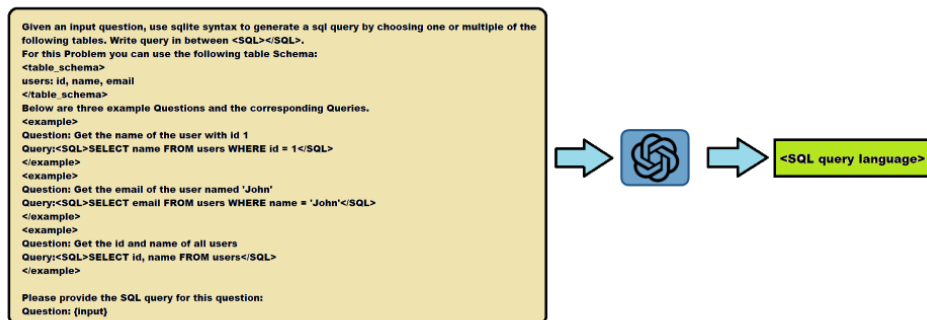 Given an input question, use sqlite syntax to generate a sql query by choosing one or multiple of the
following tables. Write query in between <SQL></SQL>.
For this Problem you can use the following table Schema:
<table_schema>
users: id, name, email
</table_schema>
Below are three example Questions and the corresponding Queries.
<example>
Question: Get the name of the user with id 1
Query:<SQL>SELECT name FROM users WHERE id = 1</SQL>
</example>
<example>
Question: Get the email of the user named 'John'
Query:<SQL>SELECT email FROM users WHERE name = 'John'</SQL>
</example>
<example>
Question: Get the id and name of all users
Query:<SQL>SELECT id, name FROM users</SQL>
</example>
Please provide the SQL query for this question:
Question: {input}
<SQL query language>